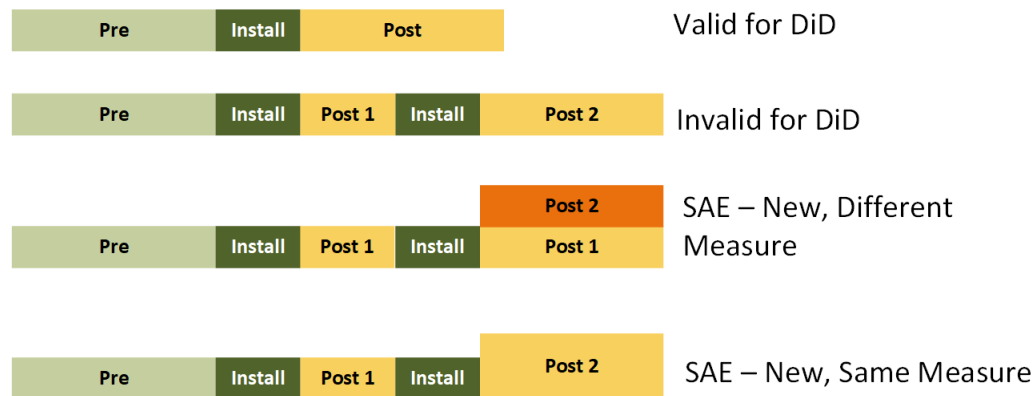 Pre Install Post Valid for DiD
Pre Install Post 1 Install Post 2 Invalid for DiD
Post 2 SAE – New, Different
Pre Install Post 1 Install Post 1 Measure
Pre Install Post 1 Install Post 2 SAE – New, Same Measure